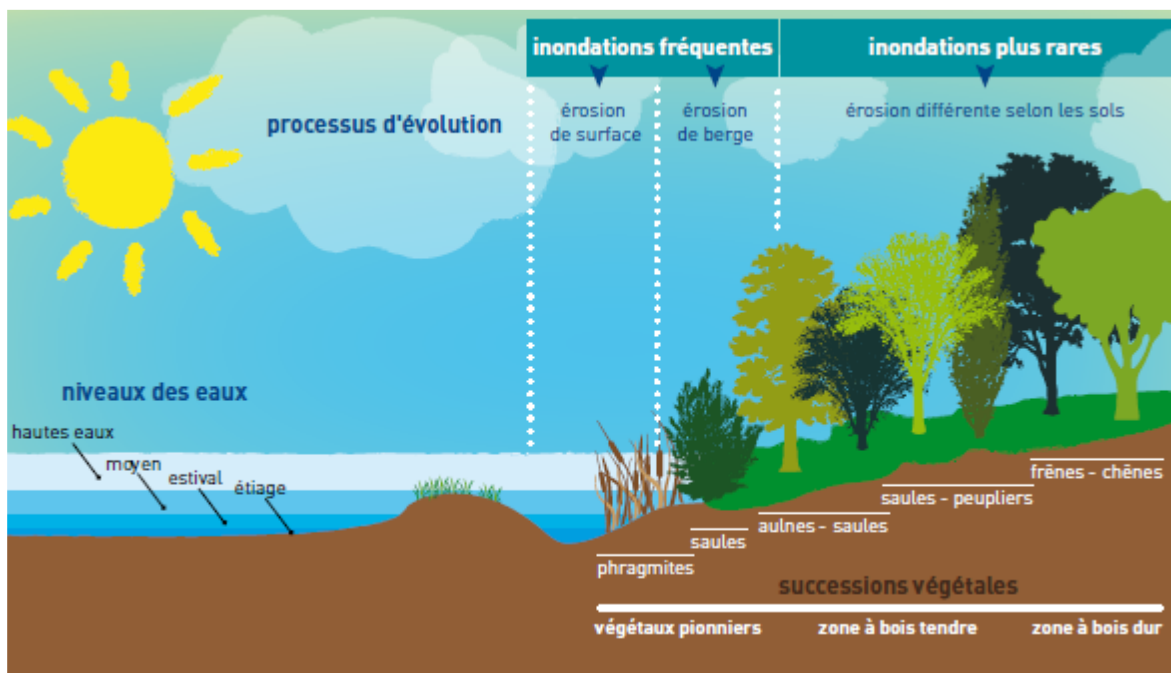 inondations fréquentes
inondations plus rares
processus d'évolution
érosion
de surface
érosion
de berge
érosion différente selon les sols
niveaux des eaux
hautes eaux
moyen
estival
étiage
frênes - chênes
saules - peupliers
aulnes - saules
saules
phragmites
successions végétales
végétaux pionniers
zone à bois tendre
zone à bois dur